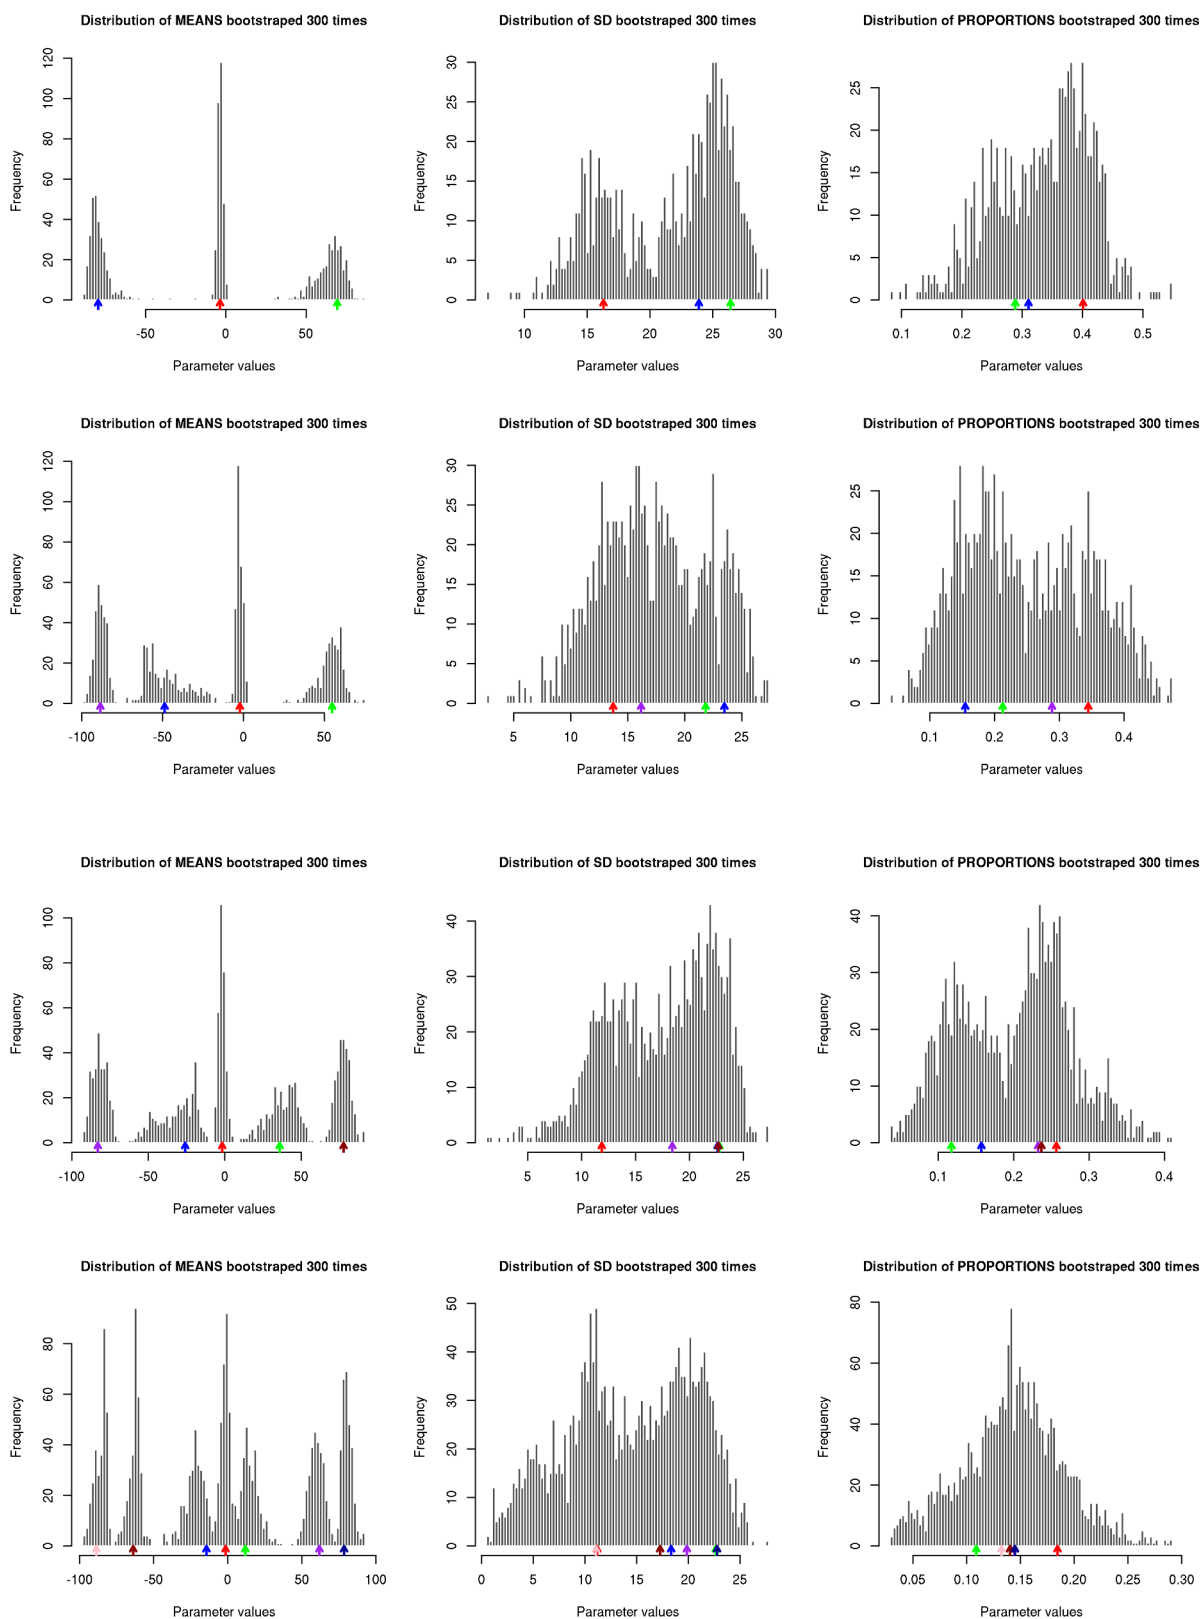 Distribution of MEANS bootstraped 300 times
Frequency
0 20 40 60 80 100 120
-50 0 50
Parameter values
Distribution of SD bootstraped 300 times
Frequency
0 5 10 15 20 25 30
10 15 20 25 30
Parameter values
Distribution of PROPORTIONS bootstraped 300 times
Frequency
0 5 10 15 20 25
0.1 0.2 0.3 0.4 0.5
Parameter values
Distribution of MEANS bootstraped 300 times
Frequency
0 20 40 60 80 100 120
-100 -50 0 50
Parameter values
Distribution of SD bootstraped 300 times
Frequency
0 5 10 15 20 25 30
5 10 15 20 25
Parameter values
Distribution of PROPORTIONS bootstraped 300 times
Frequency
0 5 10 15 20 25
0.1 0.2 0.3 0.4
Parameter values
Distribution of MEANS bootstraped 300 times
Frequency
0 20 40 60 80 100
-100 -50 0 50
Parameter values
Distribution of SD bootstraped 300 times
Frequency
0 10 20 30 40
5 10 15 20 25
Parameter values
Distribution of PROPORTIONS bootstraped 300 times
Frequency
0 10 20 30 40
0.1 0.2 0.3 0.4
Parameter values
Distribution of MEANS bootstraped 300 times
Frequency
0 20 40 60 80
-100 -50 0 50 100
Parameter values
Distribution of SD bootstraped 300 times
Frequency
0 10 20 30 40 50
0 5 10 15 20 25
Parameter values
Distribution of PROPORTIONS bootstraped 300 times
Frequency
0 20 40 60 80
0.05 0.10 0.15 0.20 0.25 0.30
Parameter values